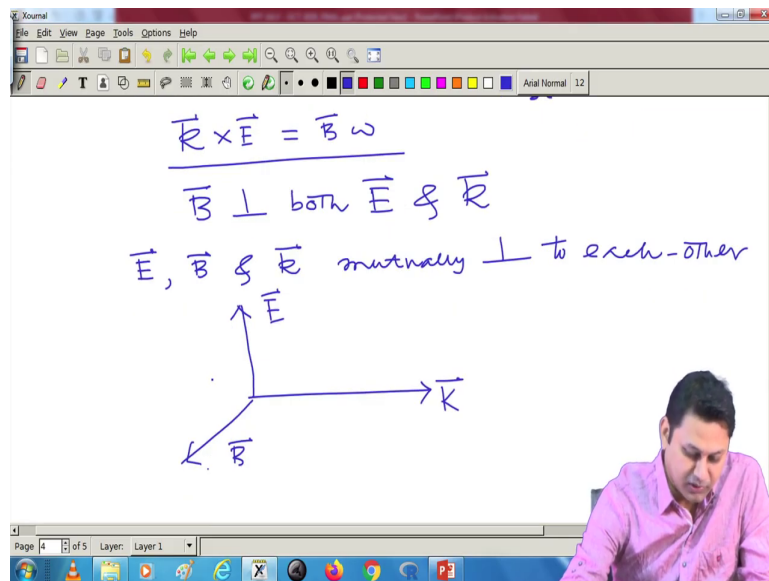 Xournal
File Edit View Page Tools Options Help
T Arial Normal 12
k⃗ × E⃗ = B⃗ ω
B⃗ ⊥ both E⃗ & k⃗
E⃗, B⃗ & k⃗ mutually ⊥ to each-other
E⃗
K⃗
B⃗
Page 4 of 5 Layer: Layer 1